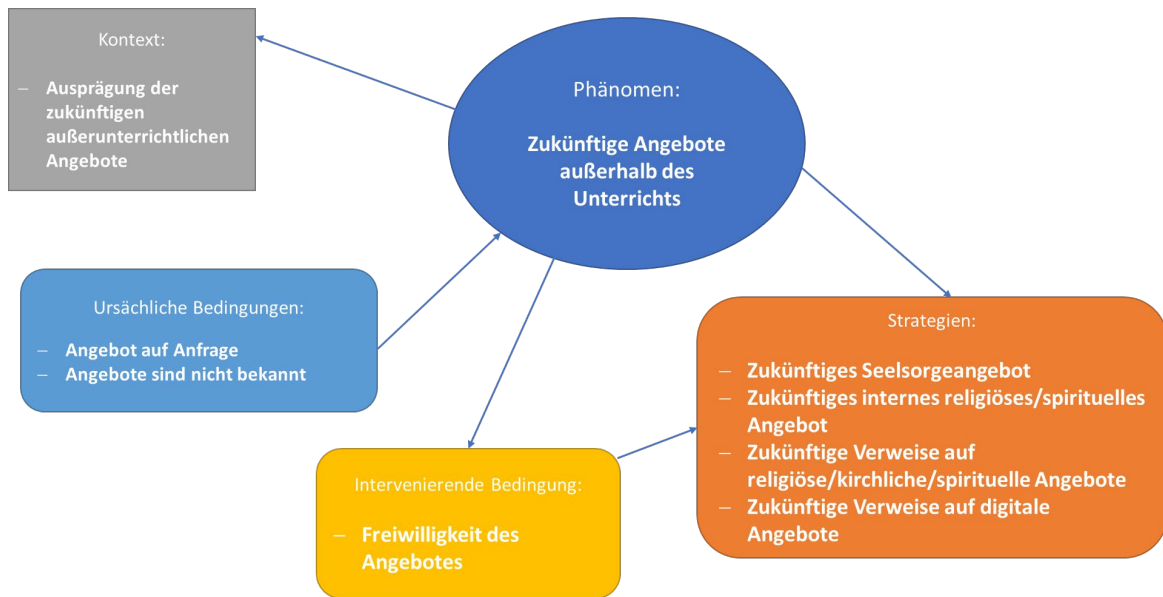 Kontext:
– Ausprägung der
zukünftigen
außerunterrichtlichen
Angebote
Phänomen:
Zukünftige Angebote
außerhalb des
Unterrichts
Ursächliche Bedingungen:
– Angebot auf Anfrage
– Angebote sind nicht bekannt
Intervenierende Bedingung:
– Freiwilligkeit des
Angebotes
Strategien:
– Zukünftiges Seelsorgeangebot
– Zukünftiges internes religiöses/spirituelles
Angebot
– Zukünftige Verweise auf
religiöse/kirchliche/spirituelle Angebote
– Zukünftige Verweise auf digitale
Angebote